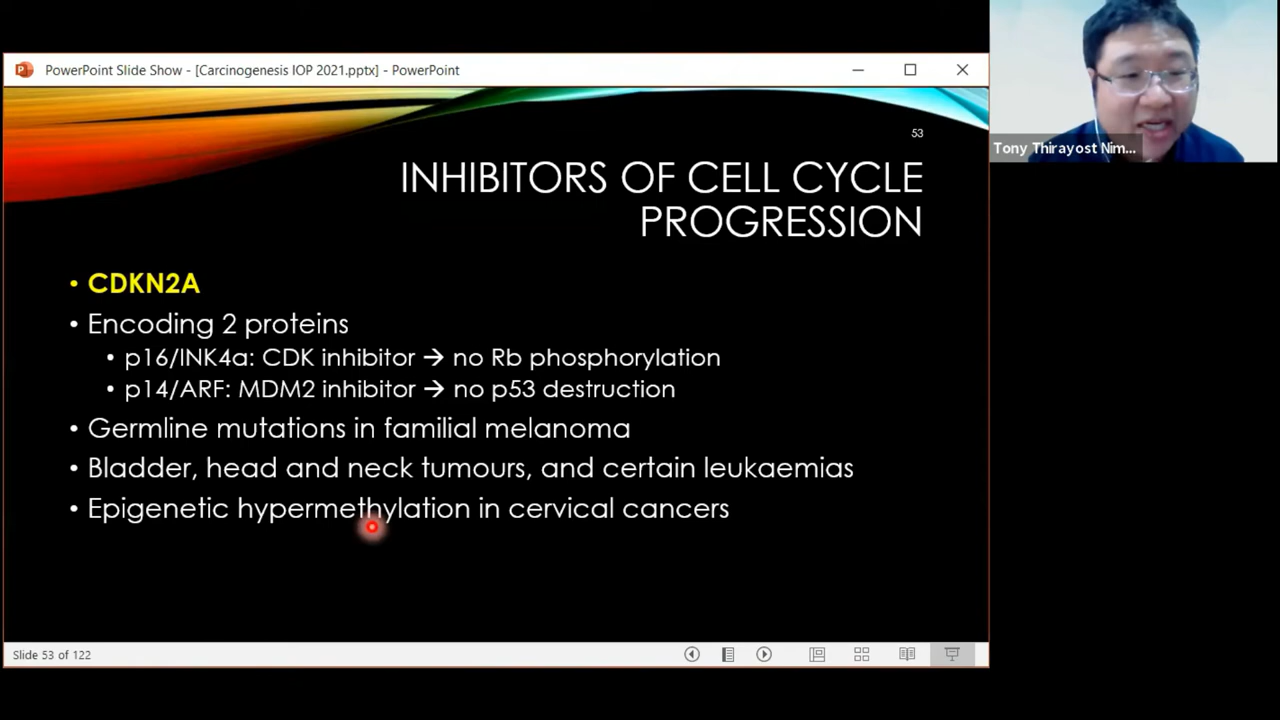 PowerPoint Slide Show - [Carcinogenesis IOP 2021.pptx] - PowerPoint
Tony Thirayost Nim...
53
INHIBITORS OF CELL CYCLE
PROGRESSION
• CDKN2A
• Encoding 2 proteins
• p16/INK4a: CDK inhibitor → no Rb phosphorylation
• p14/ARF: MDM2 inhibitor → no p53 destruction
• Germline mutations in familial melanoma
• Bladder, head and neck tumours, and certain leukaemias
• Epigenetic hypermethylation in cervical cancers
Slide 53 of 122